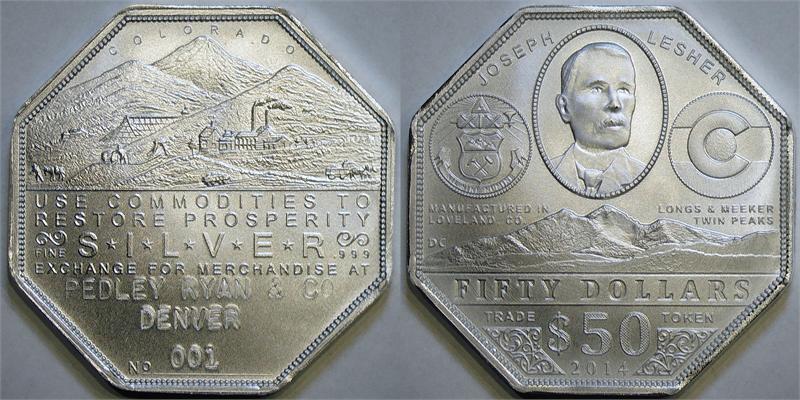 COLORADO
USE COMMODITIES TO
RESTORE PROSPERITY
FINE S★I★L★V★E★R .999
EXCHANGE FOR MERCHANDISE AT
PEDLEY RYAN & CO
DENVER
No 001
JOSEPH LESHER
C
MANUFACTURED IN
LOVELAND CO.
LONGS & MEEKER
TWIN PEAKS
DC
FIFTY DOLLARS
TRADE $50 TOKEN
2014